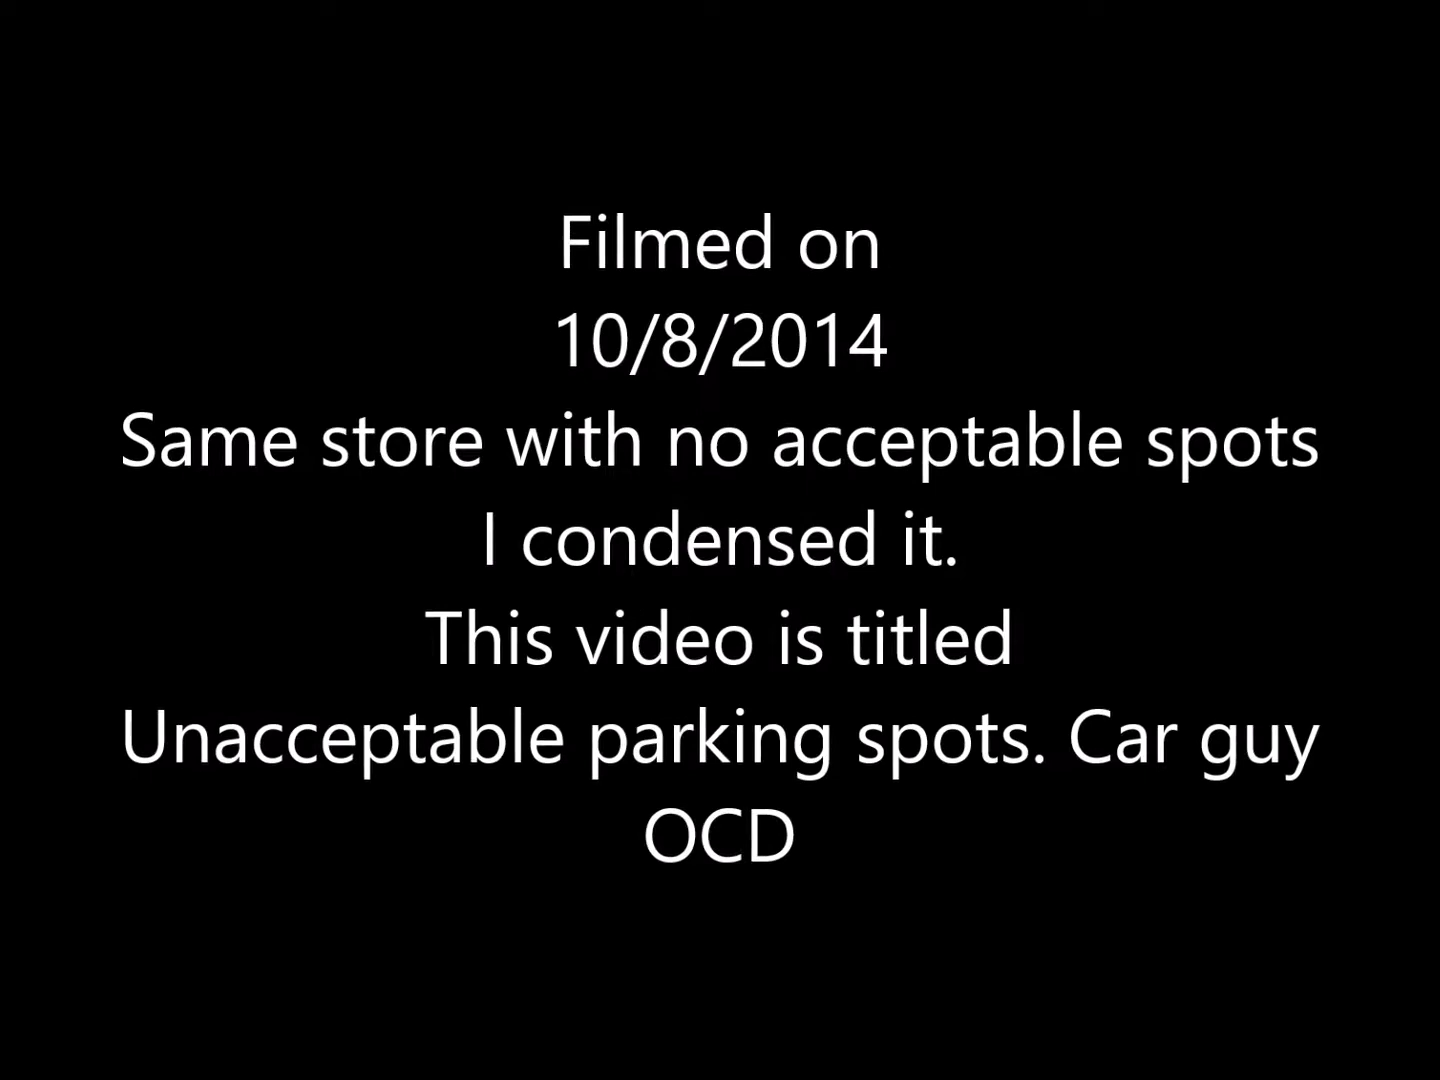 Filmed on
10/8/2014
Same store with no acceptable spots
I condensed it.
This video is titled
Unacceptable parking spots. Car guy
OCD